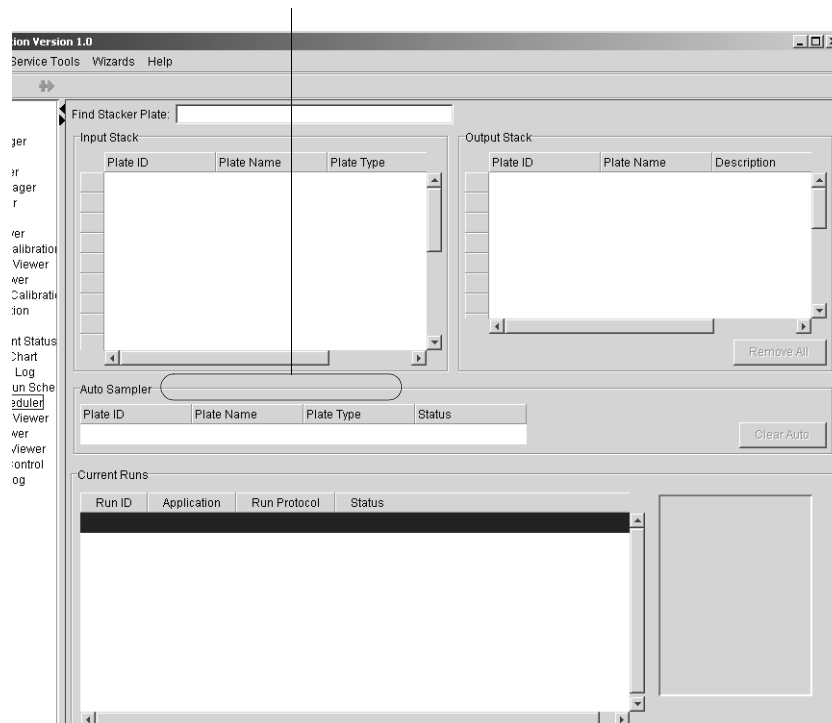 tion Version 1.0
Service Tools Wizards Help
Find Stacker Plate:
Input Stack
Plate ID Plate Name Plate Type
Output Stack
Plate ID Plate Name Description
Remove All
Auto Sampler
Plate ID Plate Name Plate Type Status
Clear Auto
Current Runs
Run ID Application Run Protocol Status
ger
er
ager
r
ver
alibration
Viewer
wer
Calibrati
tion
nt Status
Chart
Log
un Sche
eduler
Viewer
wer
Viewer
ontrol
og